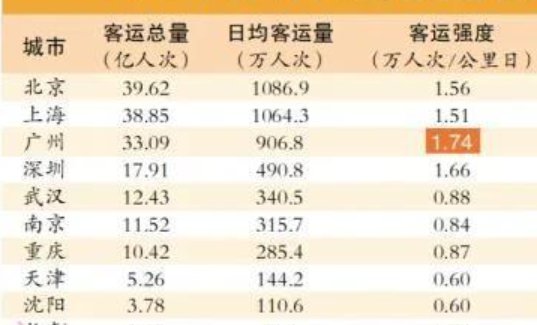 城市 客运总量(亿人次) 日均客运量(万人次) 客运强度(万人次/公里日)
北京 39.62 1086.9 1.56
上海 38.85 1064.3 1.51
广州 33.09 906.8 1.74
深圳 17.91 490.8 1.66
武汉 12.43 340.5 0.88
南京 11.52 315.7 0.84
重庆 10.42 285.4 0.87
天津 5.26 144.2 0.60
沈阳 3.78 110.6 0.60